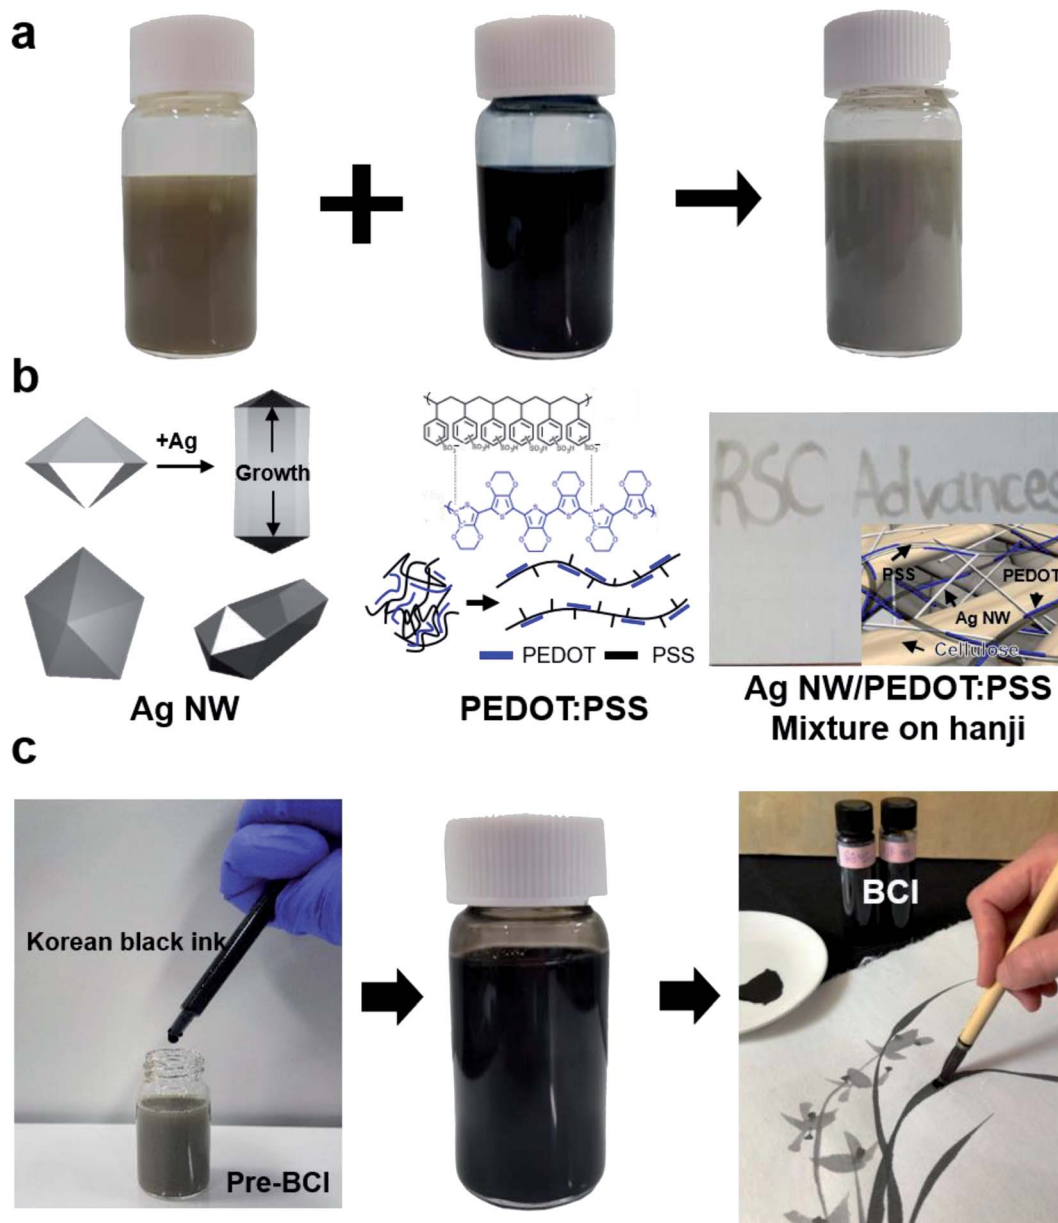 a
b
+Ag
Growth
Ag NW
PEDOT
PSS
PEDOT:PSS
RSC Advances
PSS
PEDOT
Ag NW
Cellulose
Ag NW/PEDOT:PSS
Mixture on hanji
c
Korean black ink
Pre-BCI
BCI